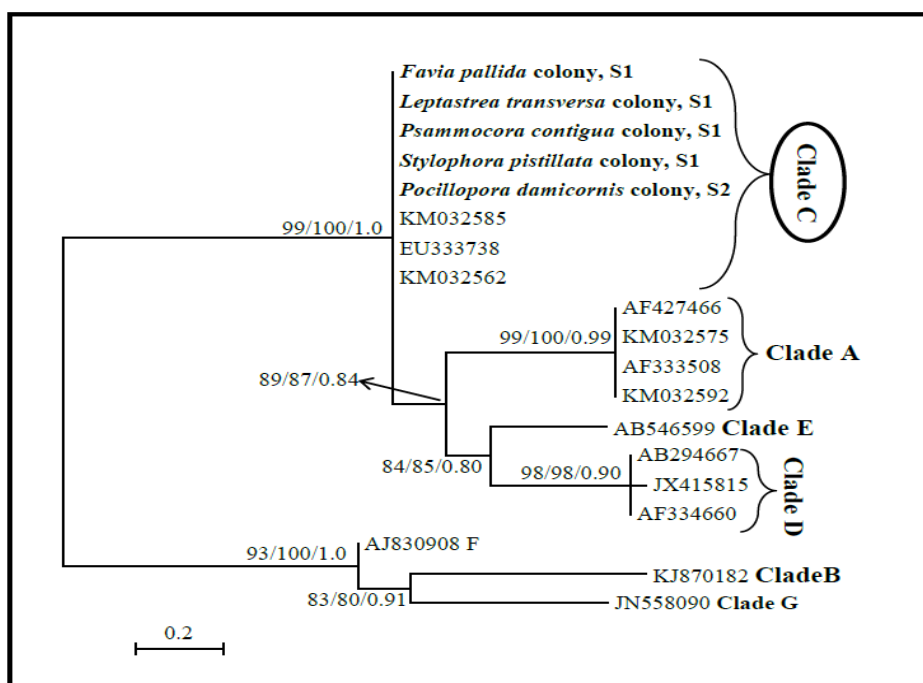 Favia pallida colony, S1
Leptastrea transversa colony, S1
Psammocora contigua colony, S1
Stylophora pistillata colony, S1
Pocillopora damicornis colony, S2
KM032585
EU333738
KM032562
Clade C
99/100/1.0
AF427466
KM032575
AF333508
KM032592
Clade A
99/100/0.99
89/87/0.84
AB546599 Clade E
84/85/0.80
98/98/0.90
AB294667
JX415815
AF334660
Clade D
AJ830908 F
93/100/1.0
KJ870182 CladeB
83/80/0.91
JN558090 Clade G
0.2